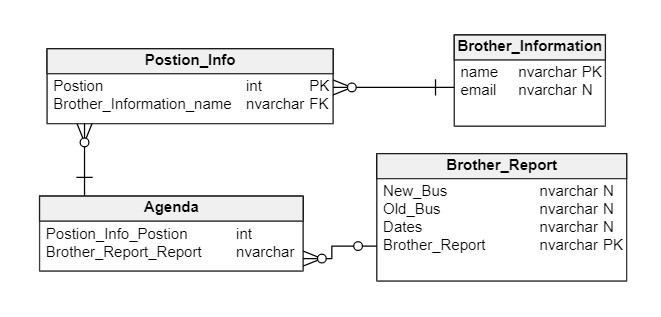 Postion_Info
Postion int PK
Brother_Information_name nvarchar FK
Brother_Information
name nvarchar PK
email nvarchar N
Agenda
Postion_Info_Postion int
Brother_Report_Report nvarchar
Brother_Report
New_Bus nvarchar N
Old_Bus nvarchar N
Dates nvarchar N
Brother_Report nvarchar PK